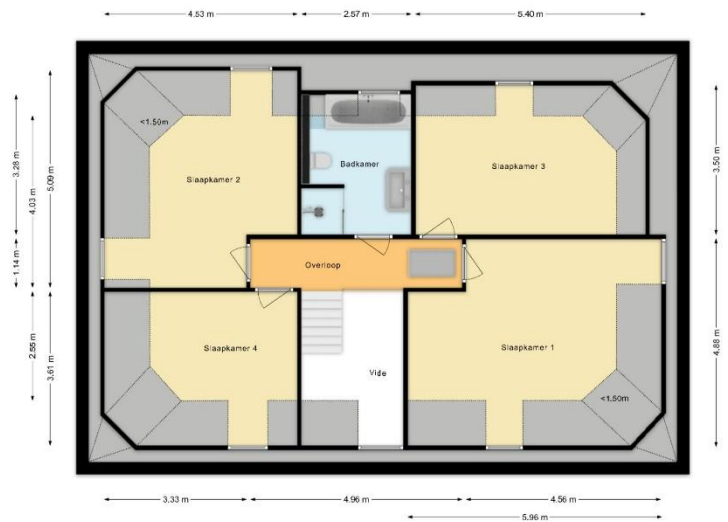 4.53 m
2.57 m
5.40 m
<1.50m
Slaapkamer 2
Badkamer
Slaapkamer 3
3.28 m
4.03 m
5.09 m
3.50 m
1.14 m
Overloop
2.55 m
3.61 m
Slaapkamer 4
Vide
Slaapkamer 1
<1.50m
4.88 m
3.33 m
4.96 m
4.56 m
5.96 m